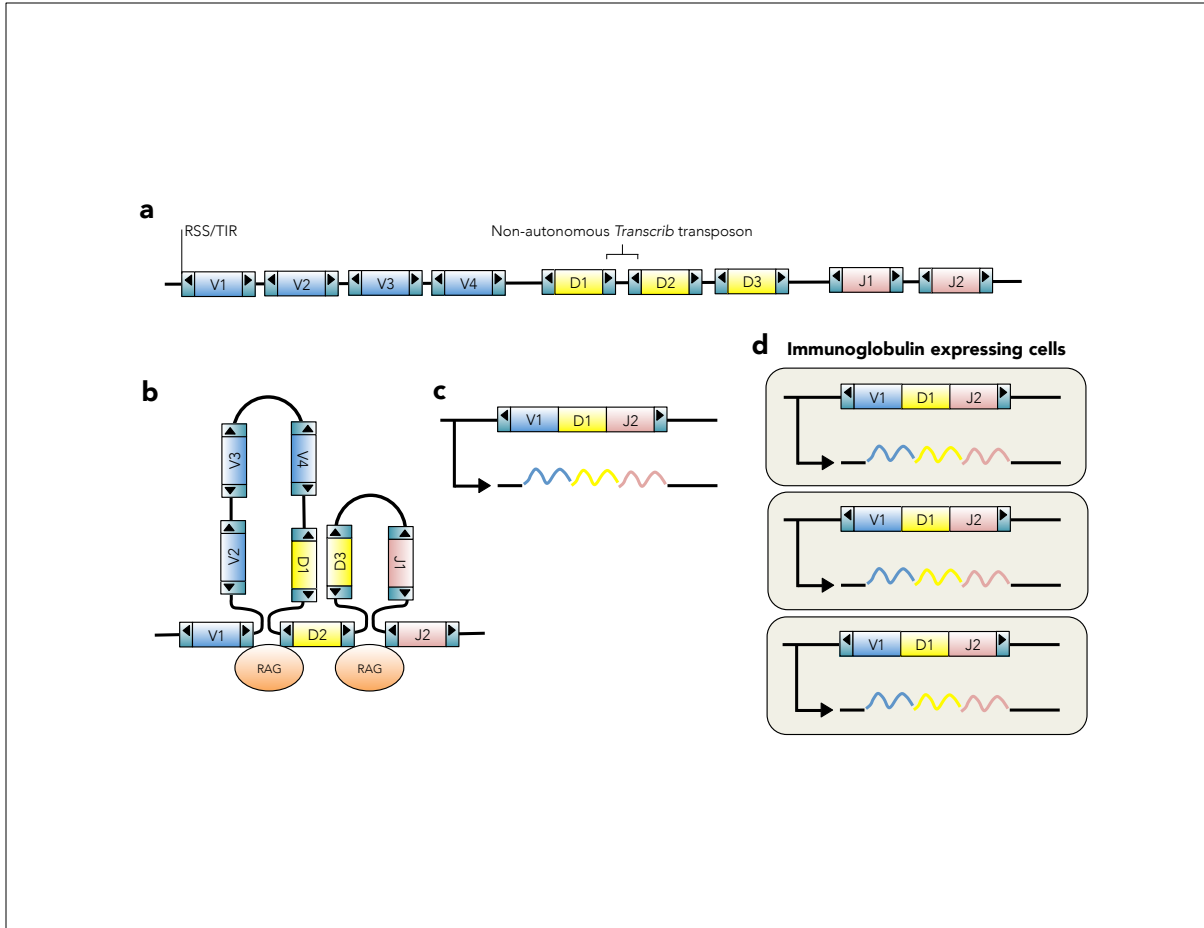 a
RSS/TIR
Non-autonomous Transcrib transposon
V1 V2 V3 V4 D1 D2 D3 J1 J2
b
V3
V4
V2
D1
D3
J1
V1
D2
J2
RAG
RAG
c
V1 D1 J2
d
Immunoglobulin expressing cells
V1 D1 J2
V1 D1 J2
V1 D1 J2